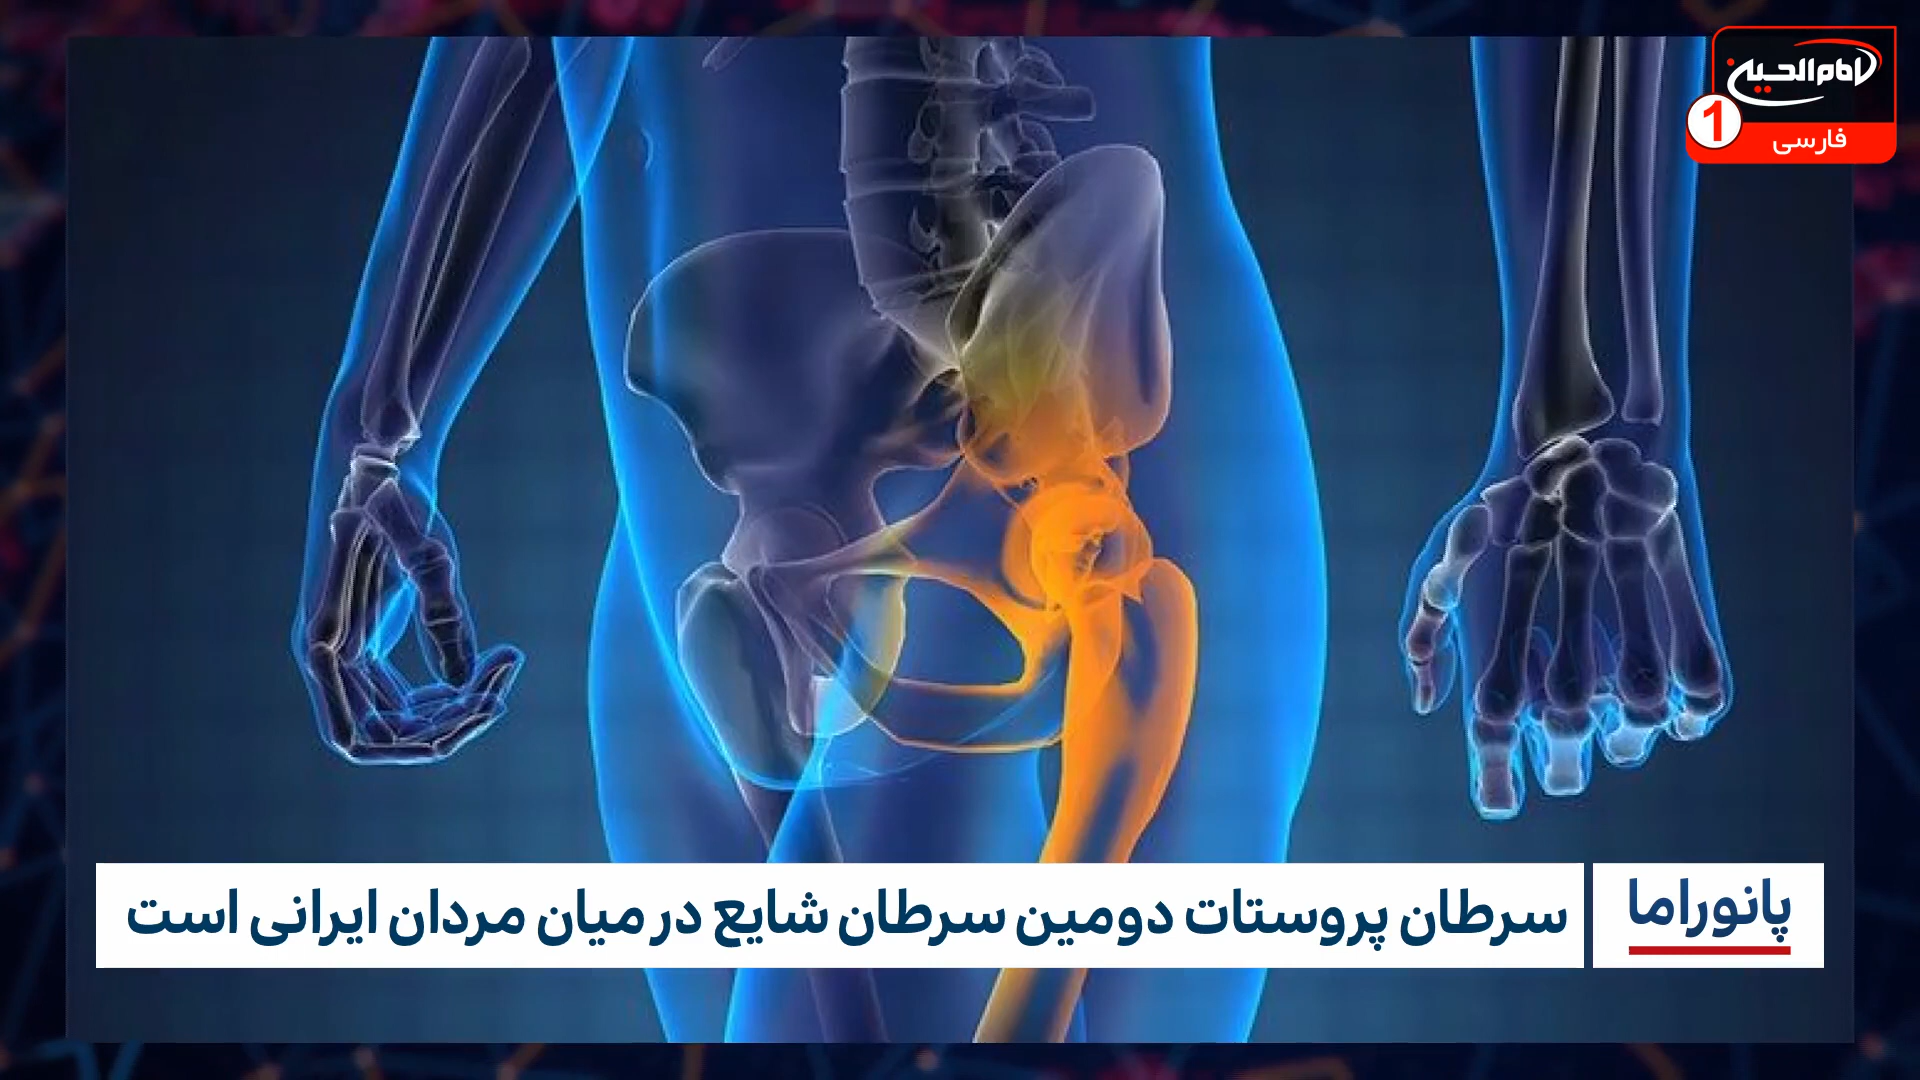 امام الحسین
1
فارسی
پانوراما
سرطان پروستات دومین سرطان شایع در میان مردان ایرانی است